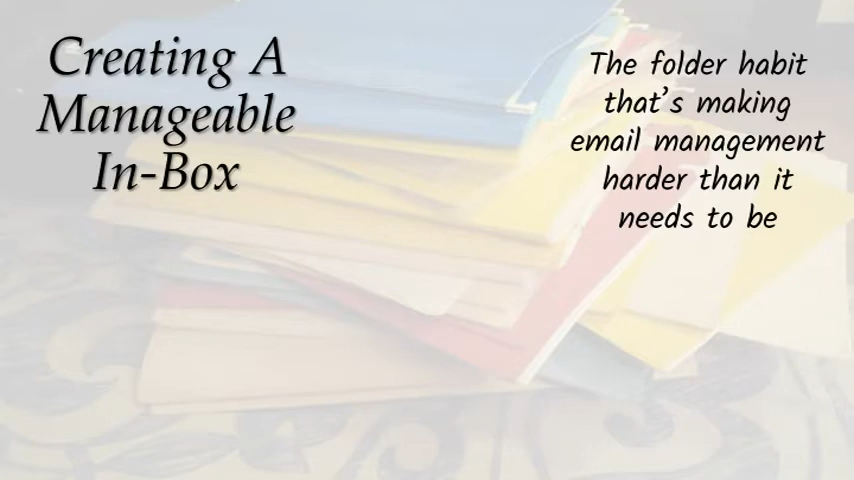 Creating A
Manageable
In-Box
The folder habit
that's making
email management
harder than it
needs to be